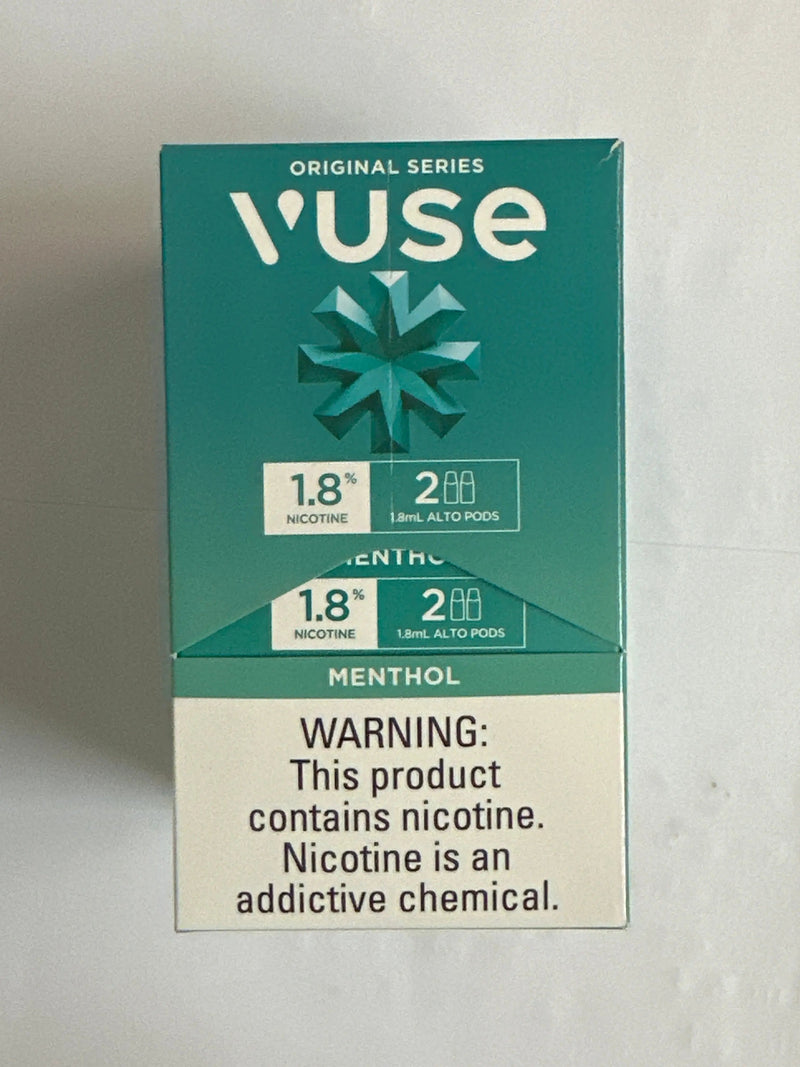 ORIGINAL SERIES
vuse
1.8%
NICOTINE
2
1.8mL ALTO PODS
1.8%
NICOTINE
2
1.8mL ALTO PODS
MENTHOL
WARNING:
This product
contains nicotine.
Nicotine is an
addictive chemical.